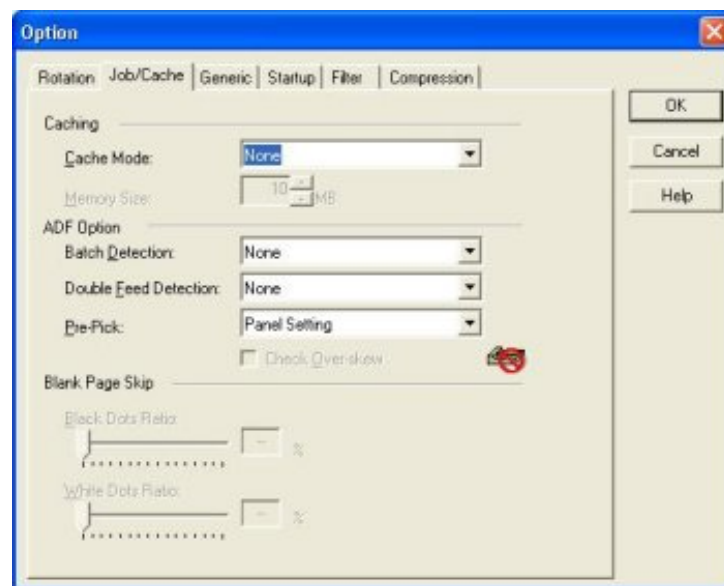 Option
Rotation Job/Cache Generic Startup Filter Compression
OK
Caching
Cache Mode: None
Cancel
Memory Size: 10 MB
Help
ADF Option
Batch Detection: None
Double Feed Detection: None
Pre-Pick: Panel Setting
Check Over-skew
Blank Page Skip
Black Dots Ratio:
-- %
White Dots Ratio:
-- %